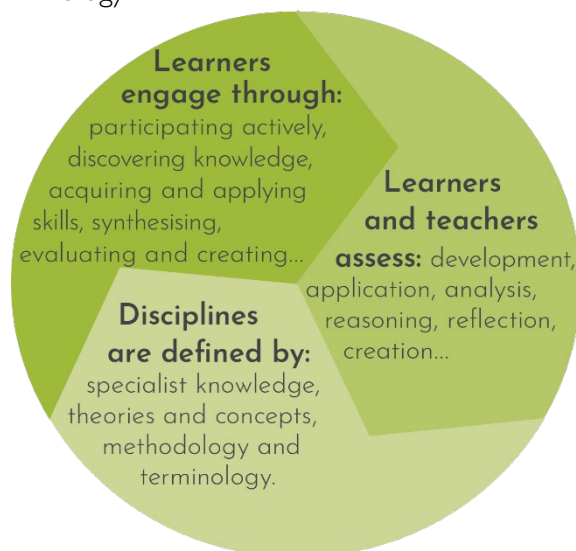 Learners
engage through:
participating actively,
discovering knowledge,
acquiring and applying
skills, synthesising,
evaluating and creating...
Learners
and teachers
assess: development,
application, analysis,
reasoning, reflection,
creation...
Disciplines
are defined by:
specialist knowledge,
theories and concepts,
methodology and
terminology.